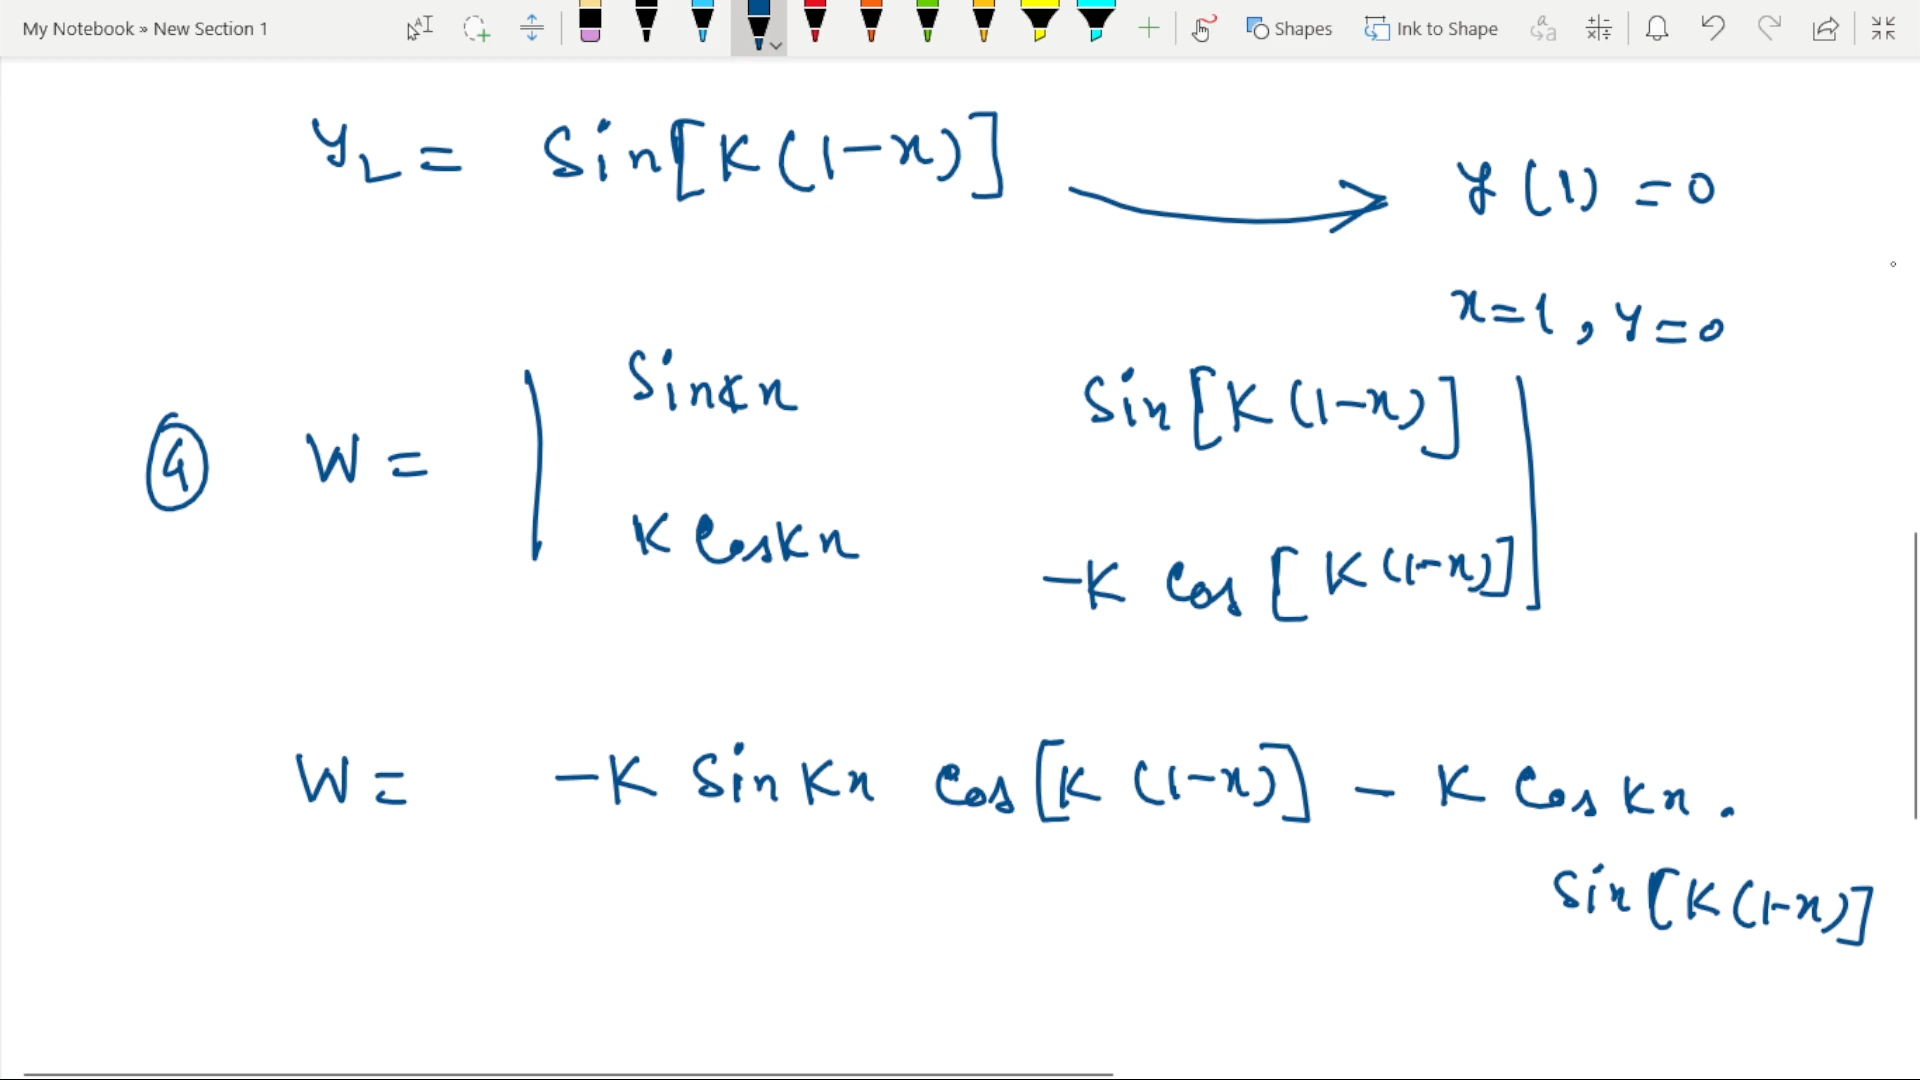 My Notebook » New Section 1
Shapes
Ink to Shape
y₂ = Sin[K(1-x)]
y(1) = 0
x=1, y=0
④ W = | Sinkx Sin[K(1-x)] |
K Coskx -K Cos[K(1-x)]
W = -K Sin Kx Cos[K(1-x)] - K Cos Kx .
Sin[K(1-x)]